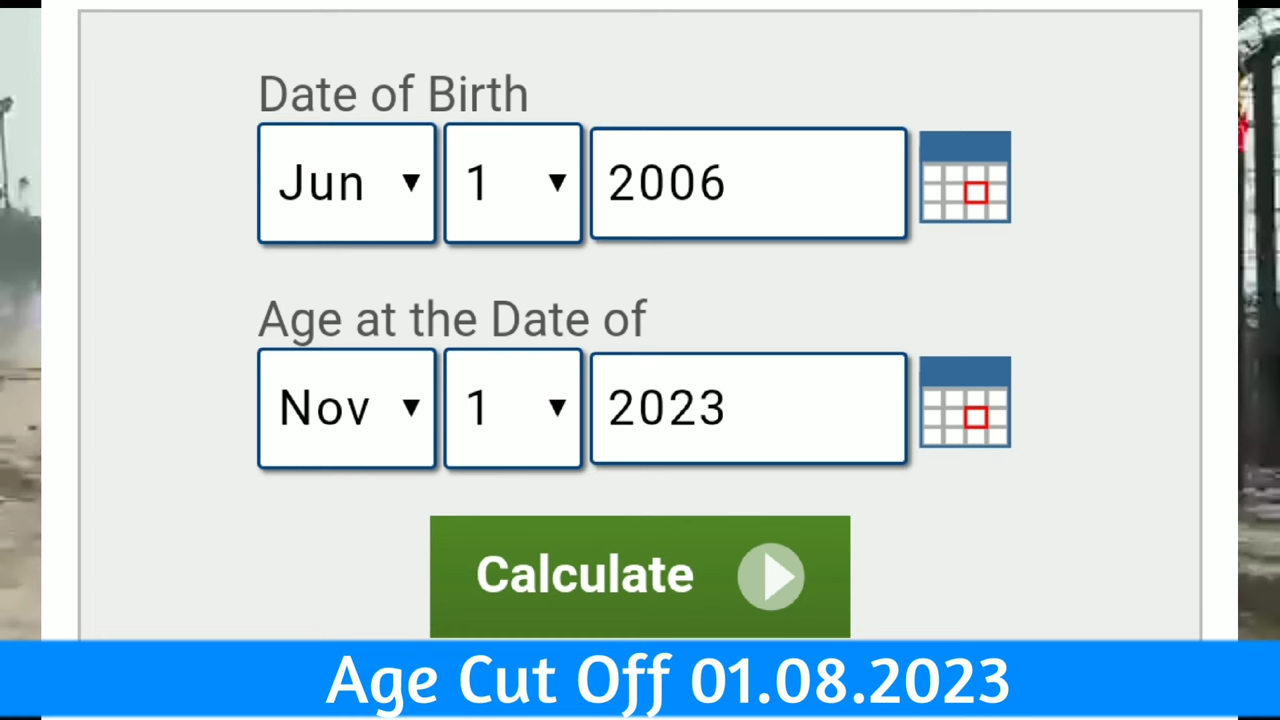 Date of Birth
Jun 1 2006
Age at the Date of
Nov 1 2023
Calculate
Age Cut Off 01.08.2023